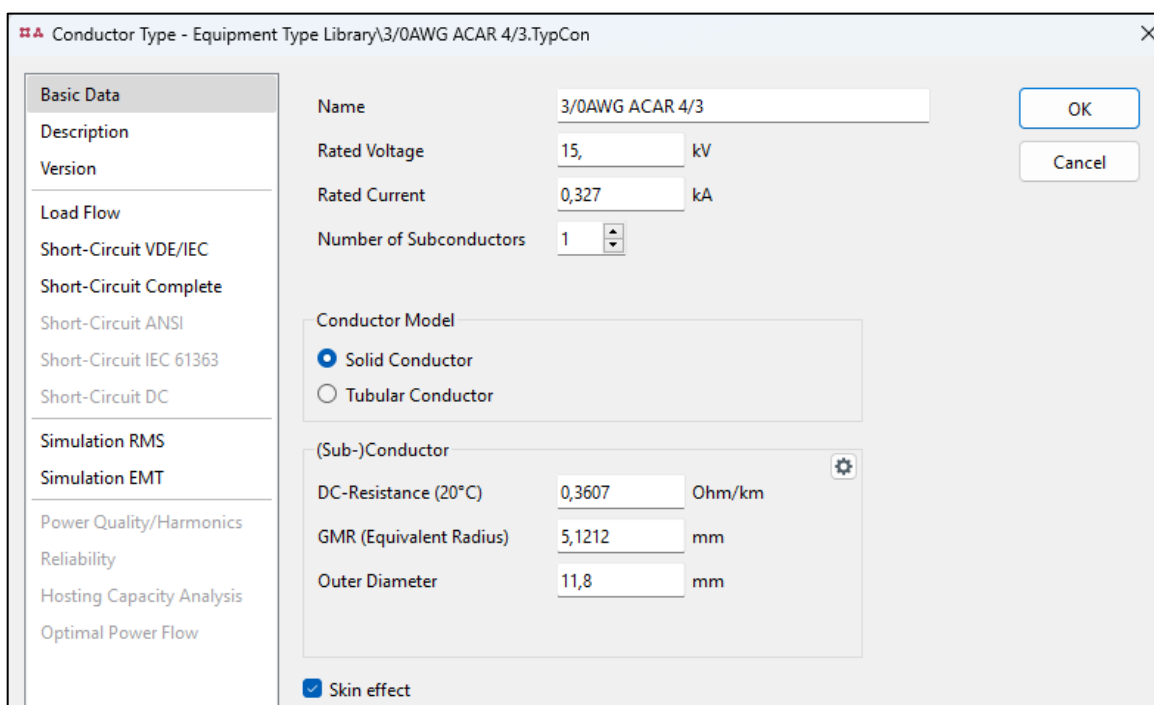 Conductor Type - Equipment Type Library\3/0AWG ACAR 4/3.TypCon
Basic Data
Description
Version
Load Flow
Short-Circuit VDE/IEC
Short-Circuit Complete
Short-Circuit ANSI
Short-Circuit IEC 61363
Short-Circuit DC
Simulation RMS
Simulation EMT
Power Quality/Harmonics
Reliability
Hosting Capacity Analysis
Optimal Power Flow
Name 3/0AWG ACAR 4/3
Rated Voltage 15, kV
Rated Current 0,327 kA
Number of Subconductors 1
Conductor Model
Solid Conductor
Tubular Conductor
(Sub-)Conductor
DC-Resistance (20°C) 0,3607 Ohm/km
GMR (Equivalent Radius) 5,1212 mm
Outer Diameter 11,8 mm
Skin effect
OK
Cancel